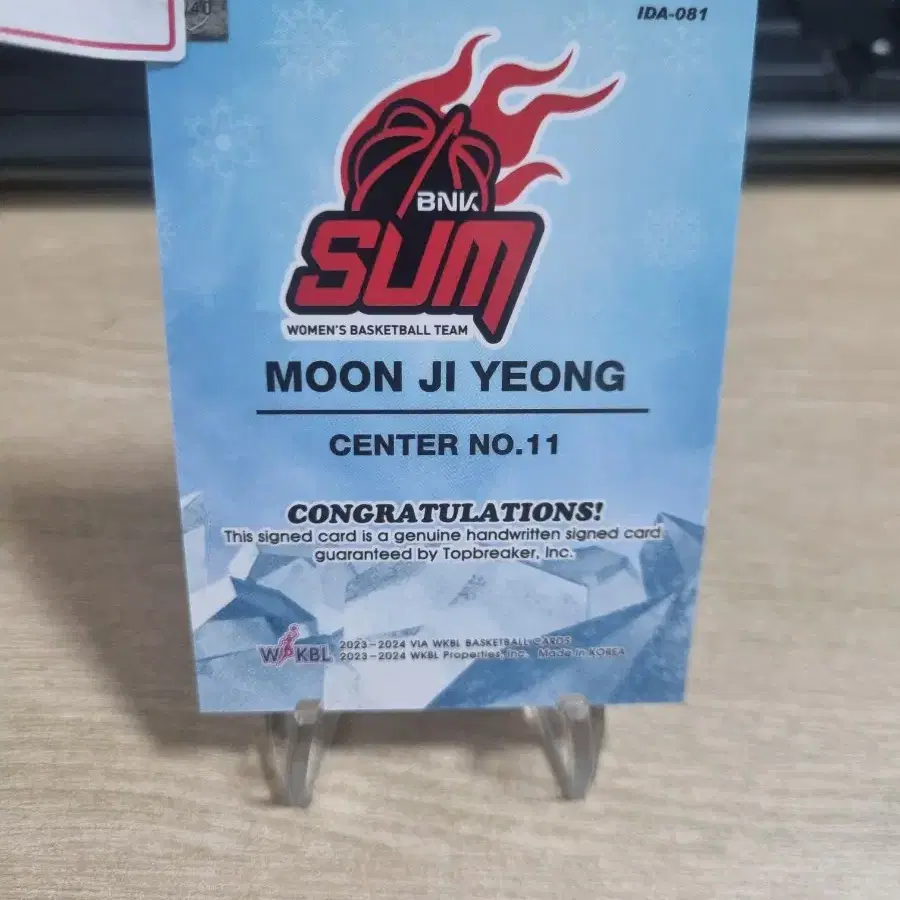 40
IDA-081
BNK
SUM
WOMEN'S BASKETBALL TEAM
MOON JI YEONG
CENTER NO.11
CONGRATULATIONS!
This signed card is a genuine handwritten signed card
guaranteed by Topbreaker, Inc.
WKBL
2023-2024 VIA WKBL BASKETBALL CARDS
2023-2024 WKBL Properties, Inc. Made in KOREA